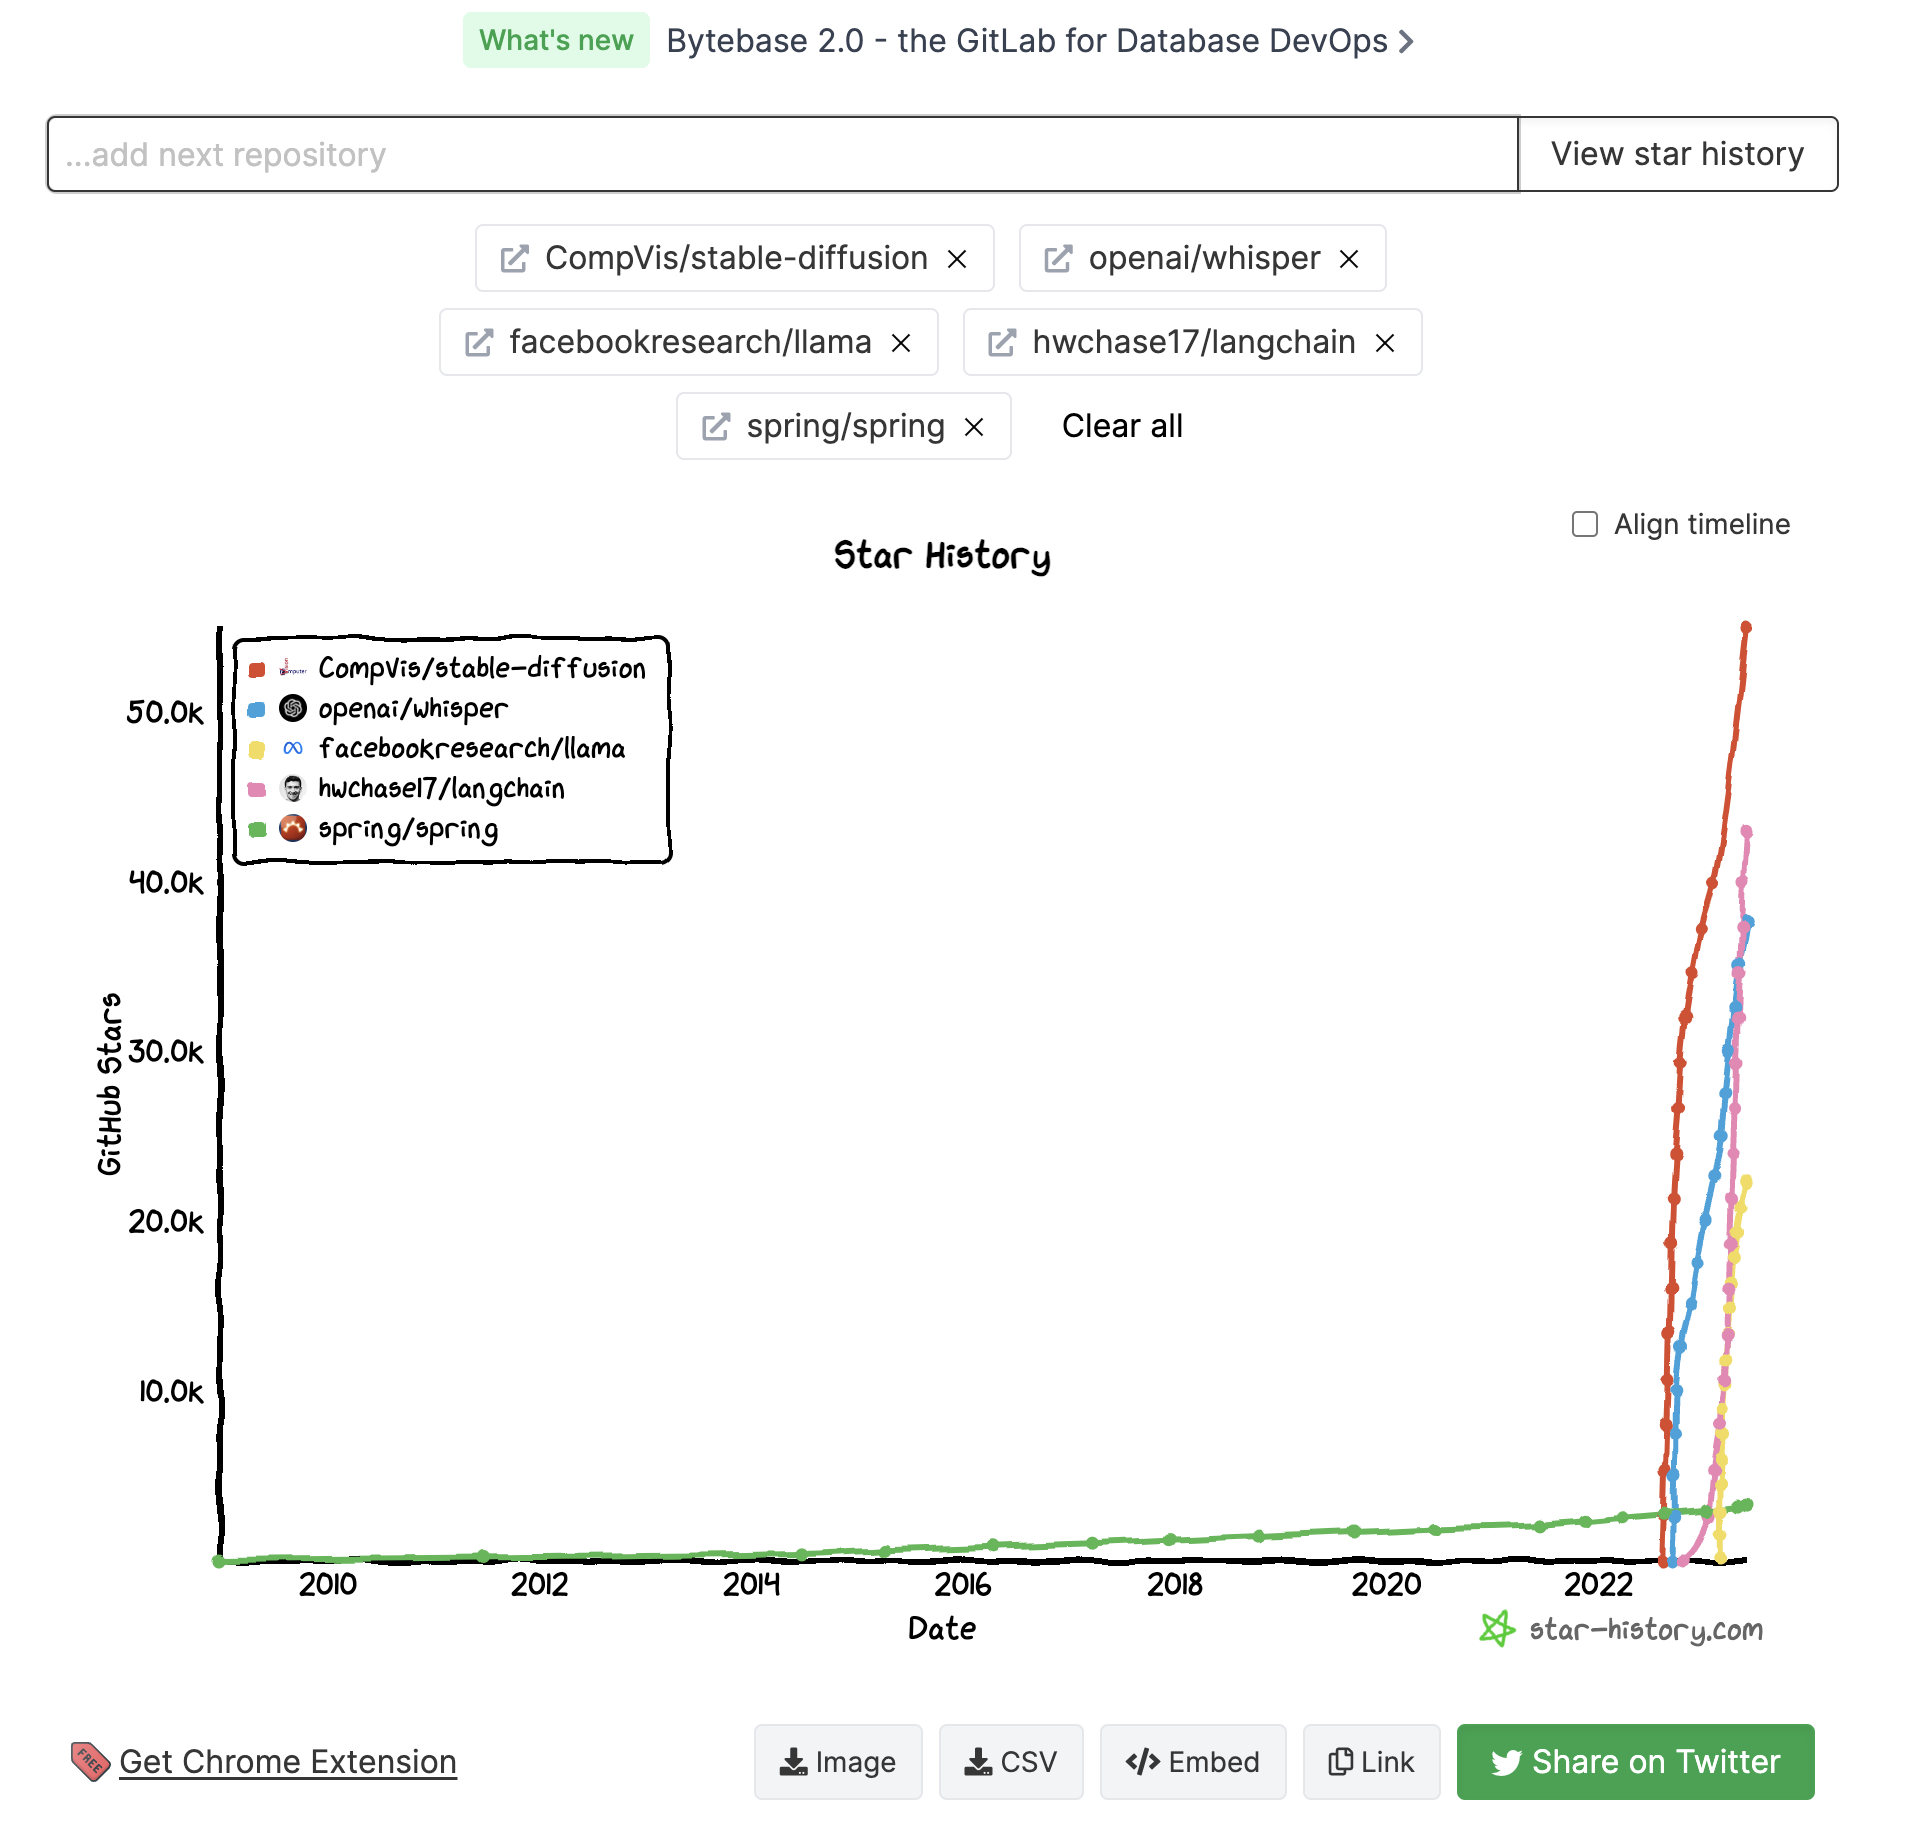 What's new Bytebase 2.0 - the GitLab for Database DevOps
...add next repository View star history
CompVis/stable-diffusion openai/whisper
facebookresearch/llama hwchase17/langchain
spring/spring Clear all
Align timeline
Star History
CompVis/stable-diffusion
openai/whisper
facebookresearch/llama
hwchase17/langchain
spring/spring
50.0K
40.0K
30.0K
20.0K
10.0K
GitHub Stars
2010 2012 2014 2016 2018 2020 2022
Date
star-history.com
FREE Get Chrome Extension Image CSV Embed Link Share on Twitter